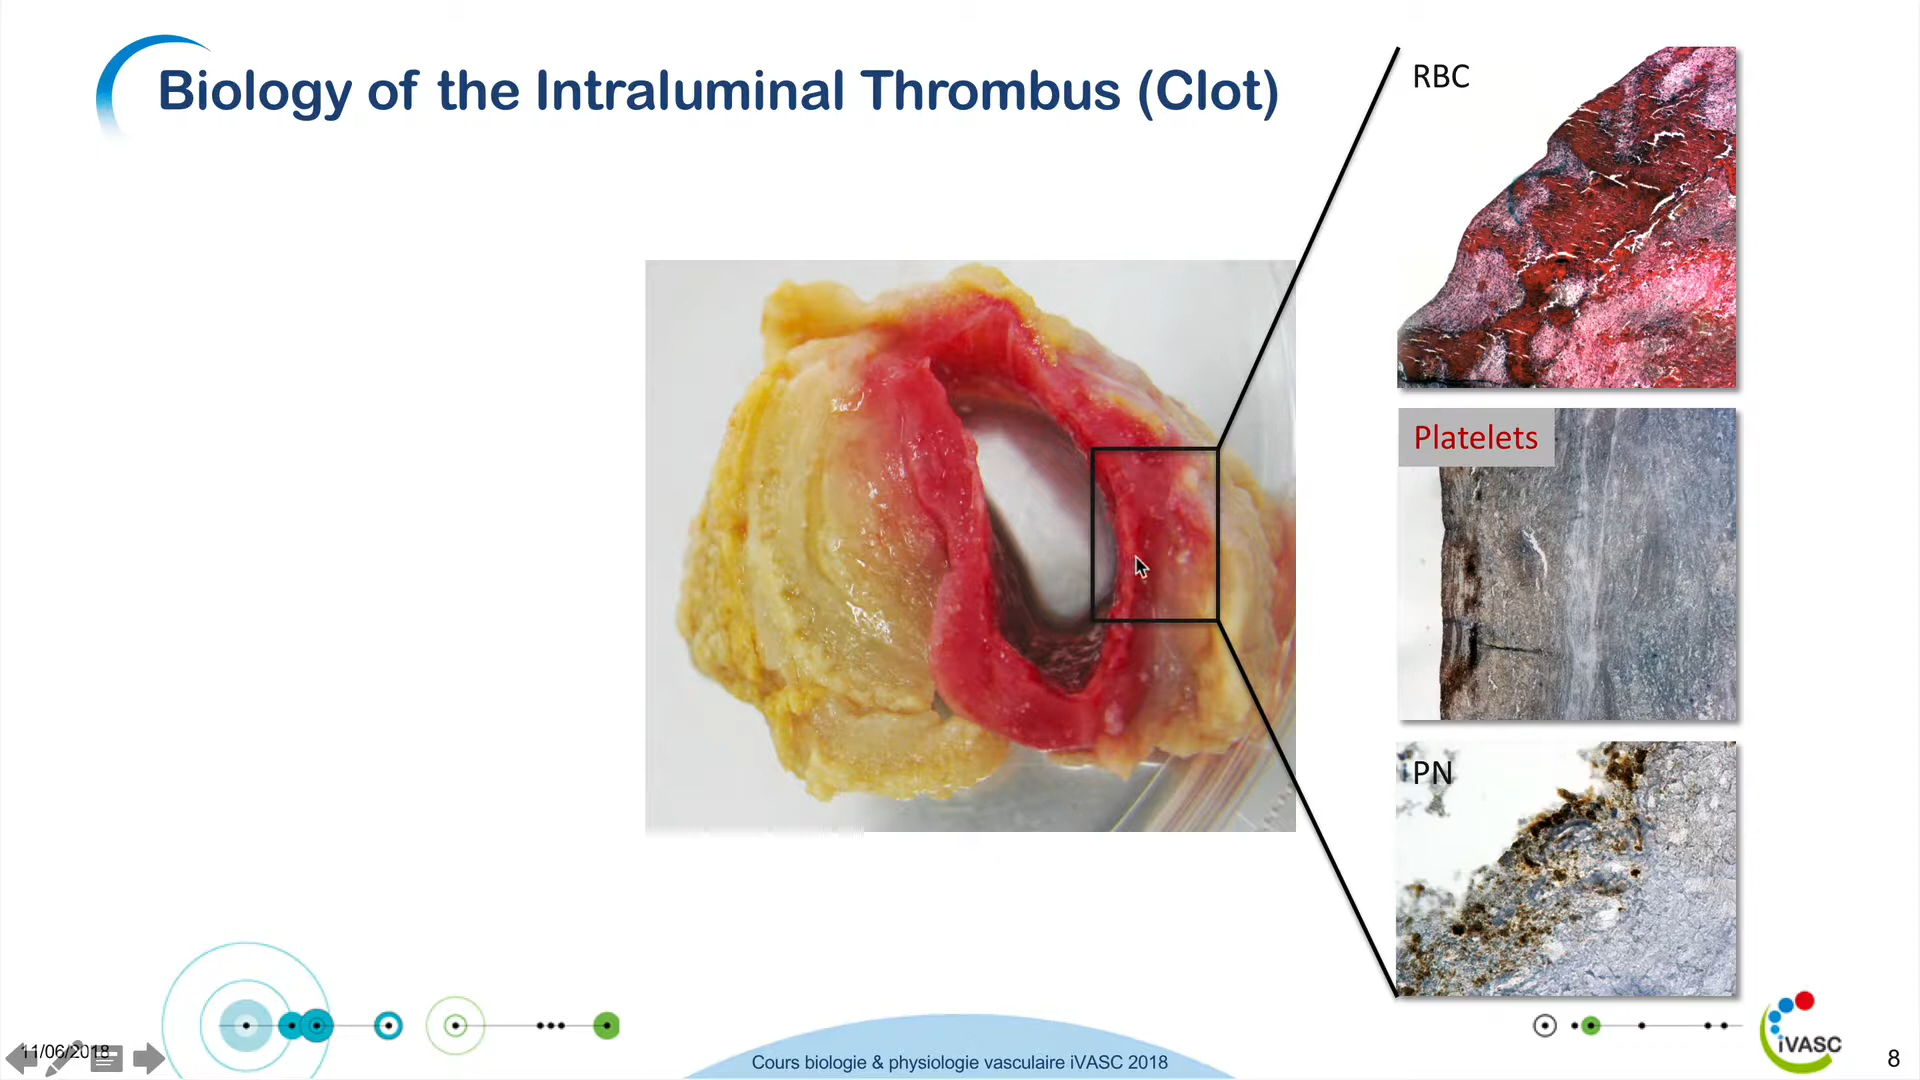 Biology of the Intraluminal Thrombus (Clot)
RBC
Platelets
PN
11/06/2018
Cours biologie & physiologie vasculaire iVASC 2018
iVASC
8